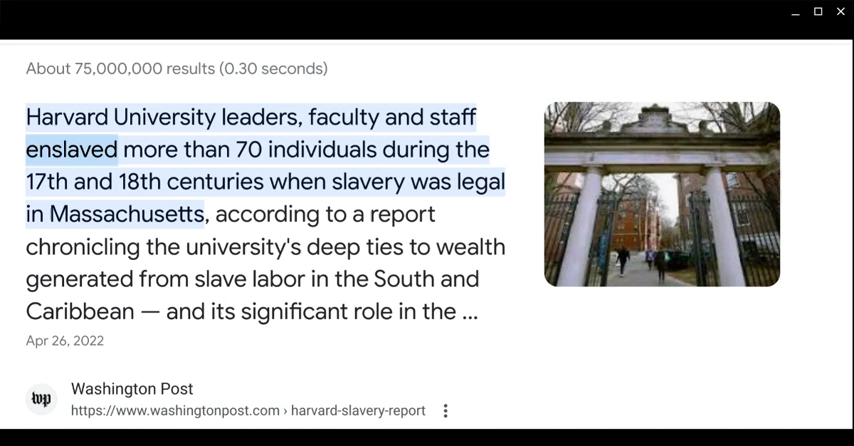 About 75,000,000 results (0.30 seconds)
Harvard University leaders, faculty and staff
enslaved more than 70 individuals during the
17th and 18th centuries when slavery was legal
in Massachusetts, according to a report
chronicling the university's deep ties to wealth
generated from slave labor in the South and
Caribbean — and its significant role in the ...
Apr 26, 2022
wp
Washington Post
https://www.washingtonpost.com › harvard-slavery-report